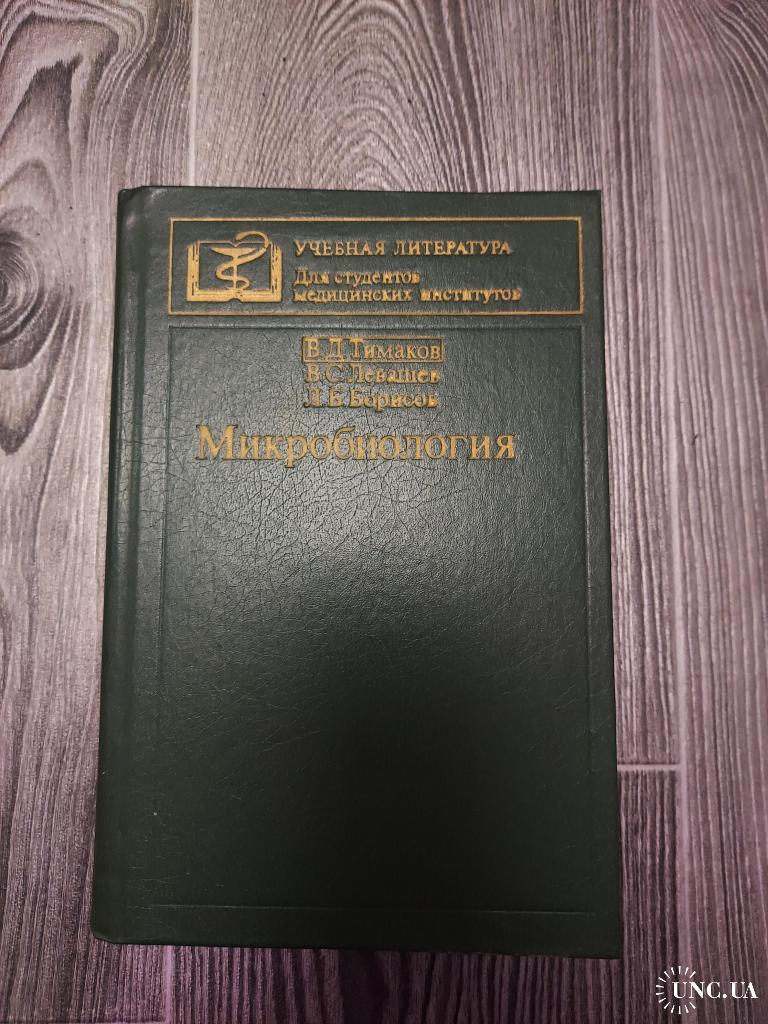 УЧЕБНАЯ ЛИТЕРАТУРА
Для студентов
медицинских институтов
В.Д.Тимаков
В.С.Левашев
Л.Б.Борисов
Микробиология
UNC.UA